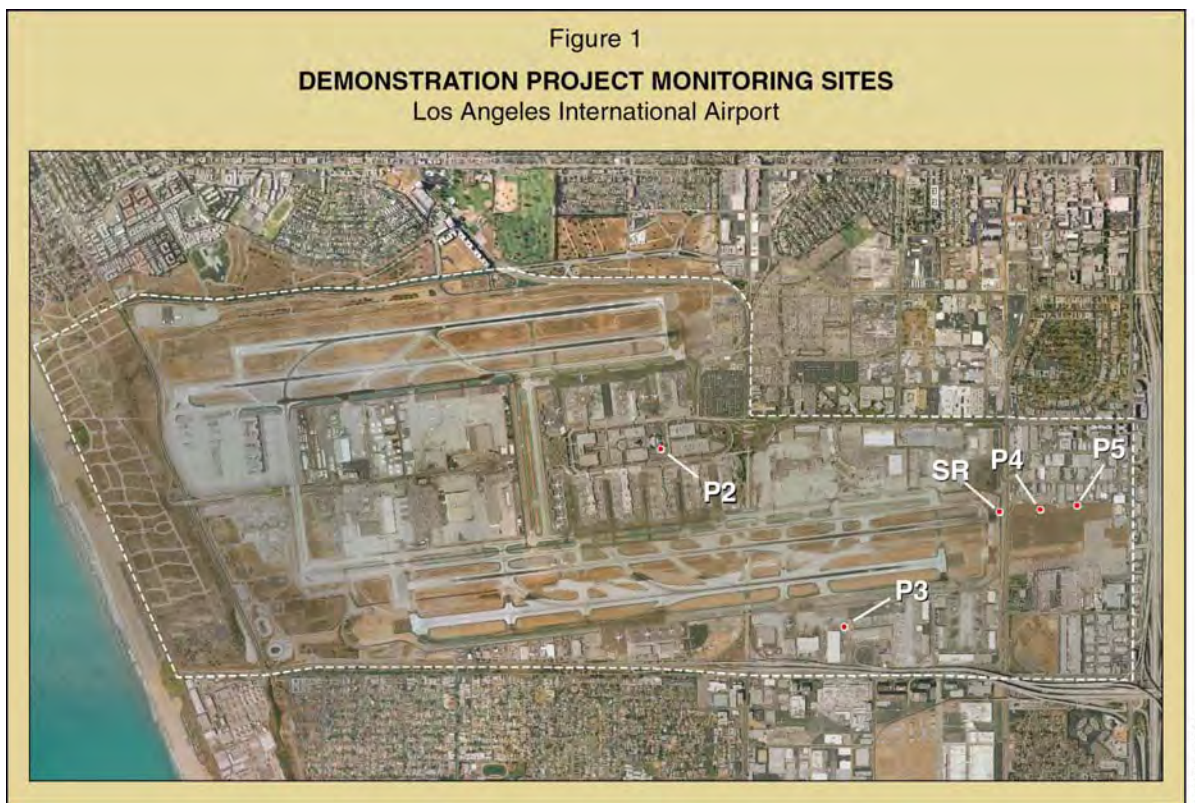 Figure 1
DEMONSTRATION PROJECT MONITORING SITES
Los Angeles International Airport
P2
SR
P4
P5
P3